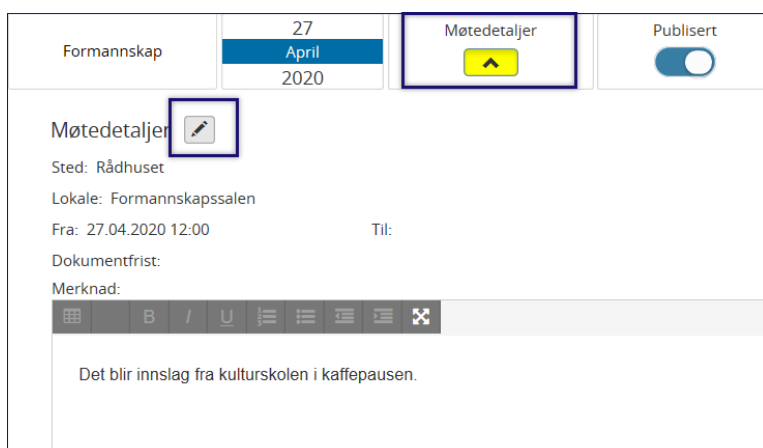 Formannskap
27
April
2020
Møtedetaljer
Publisert
Møtedetaljer
Sted: Rådhuset
Lokale: Formannskapssalen
Fra: 27.04.2020 12:00 Til:
Dokumentfrist:
Merknad:
B I U
Det blir innslag fra kulturskolen i kaffepausen.